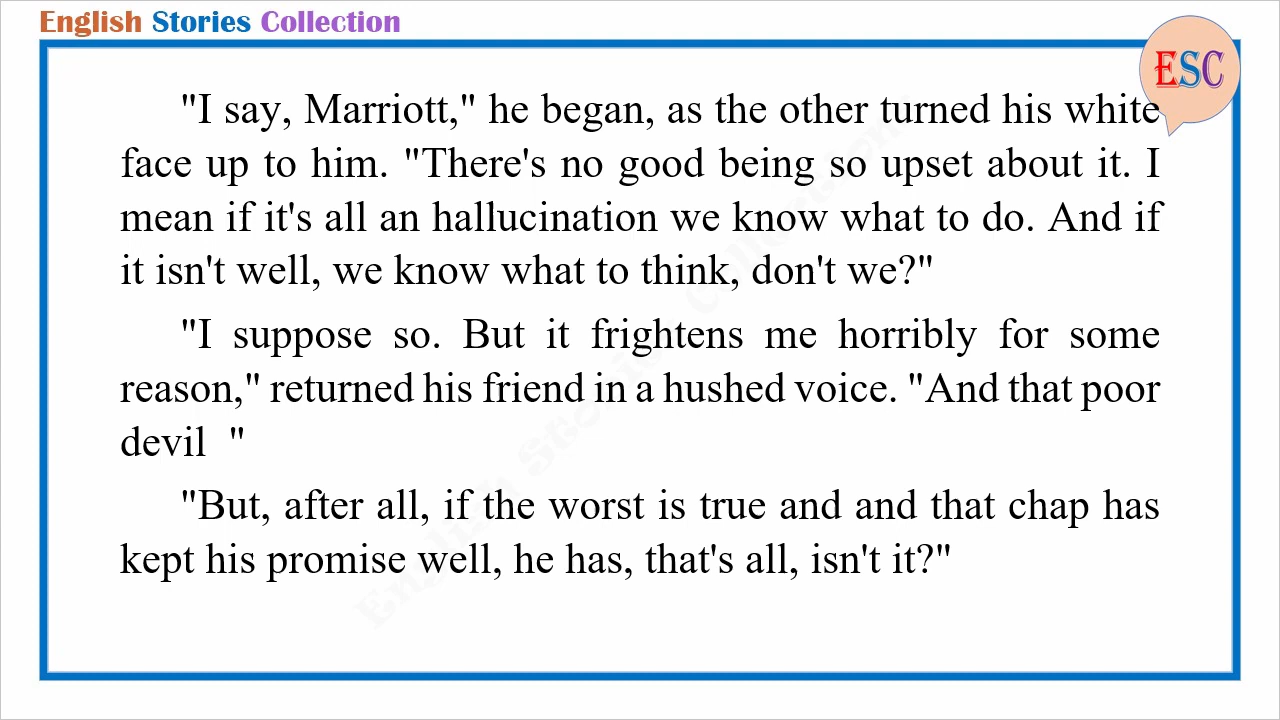 English Stories Collection
ESC
"I say, Marriott," he began, as the other turned his white
face up to him. "There's no good being so upset about it. I
mean if it's all an hallucination we know what to do. And if
it isn't well, we know what to think, don't we?"
"I suppose so. But it frightens me horribly for some
reason," returned his friend in a hushed voice. "And that poor
devil "
"But, after all, if the worst is true and and that chap has
kept his promise well, he has, that's all, isn't it?"
English Stories Collection